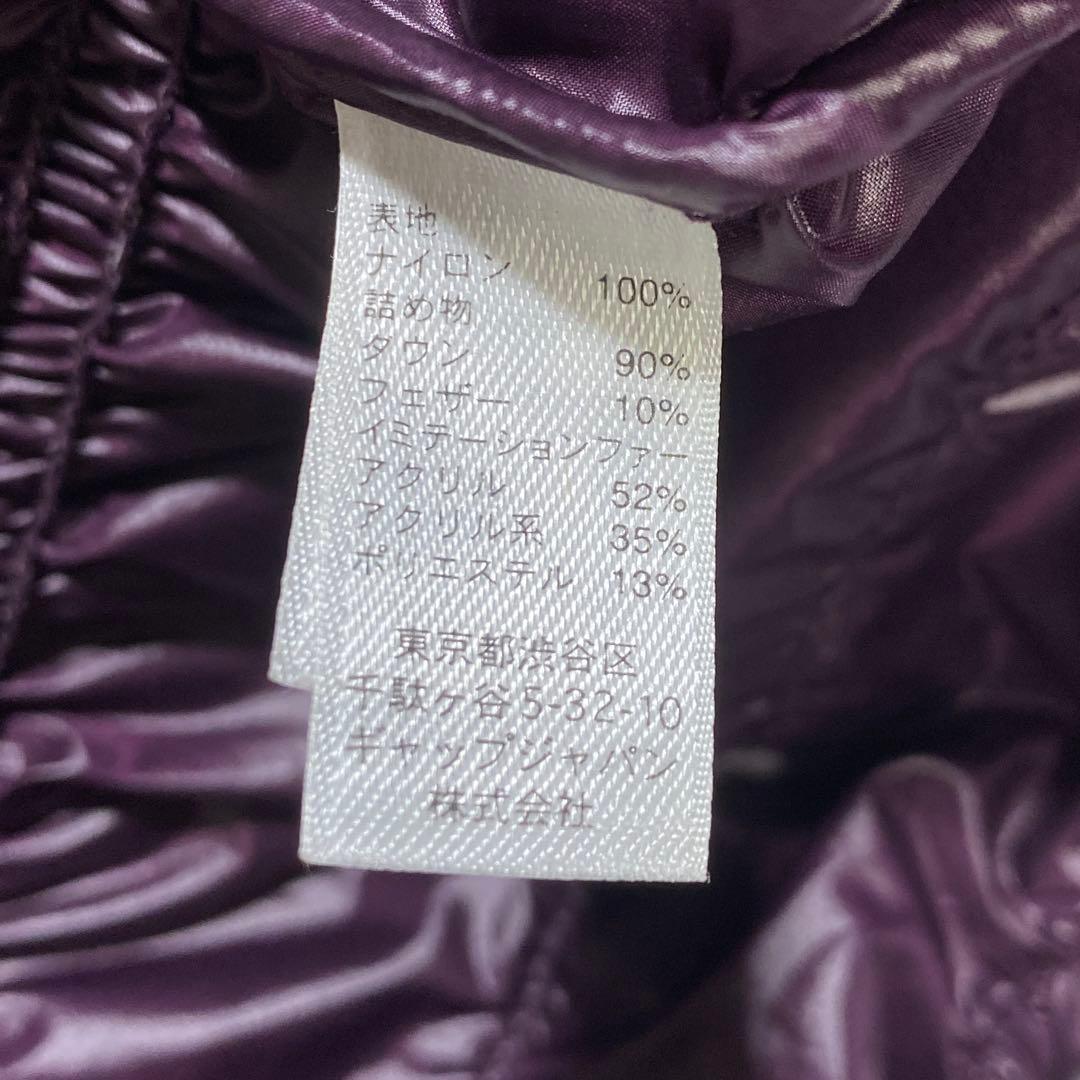 表地
ナイロン 100%
詰め物
ダウン 90%
フェザー 10%
イミテーションファー
アクリル 52%
アクリル系 35%
ポリエステル 13%
東京都渋谷区
千駄ケ谷5-32-10
ギャップジャパン
株式会社